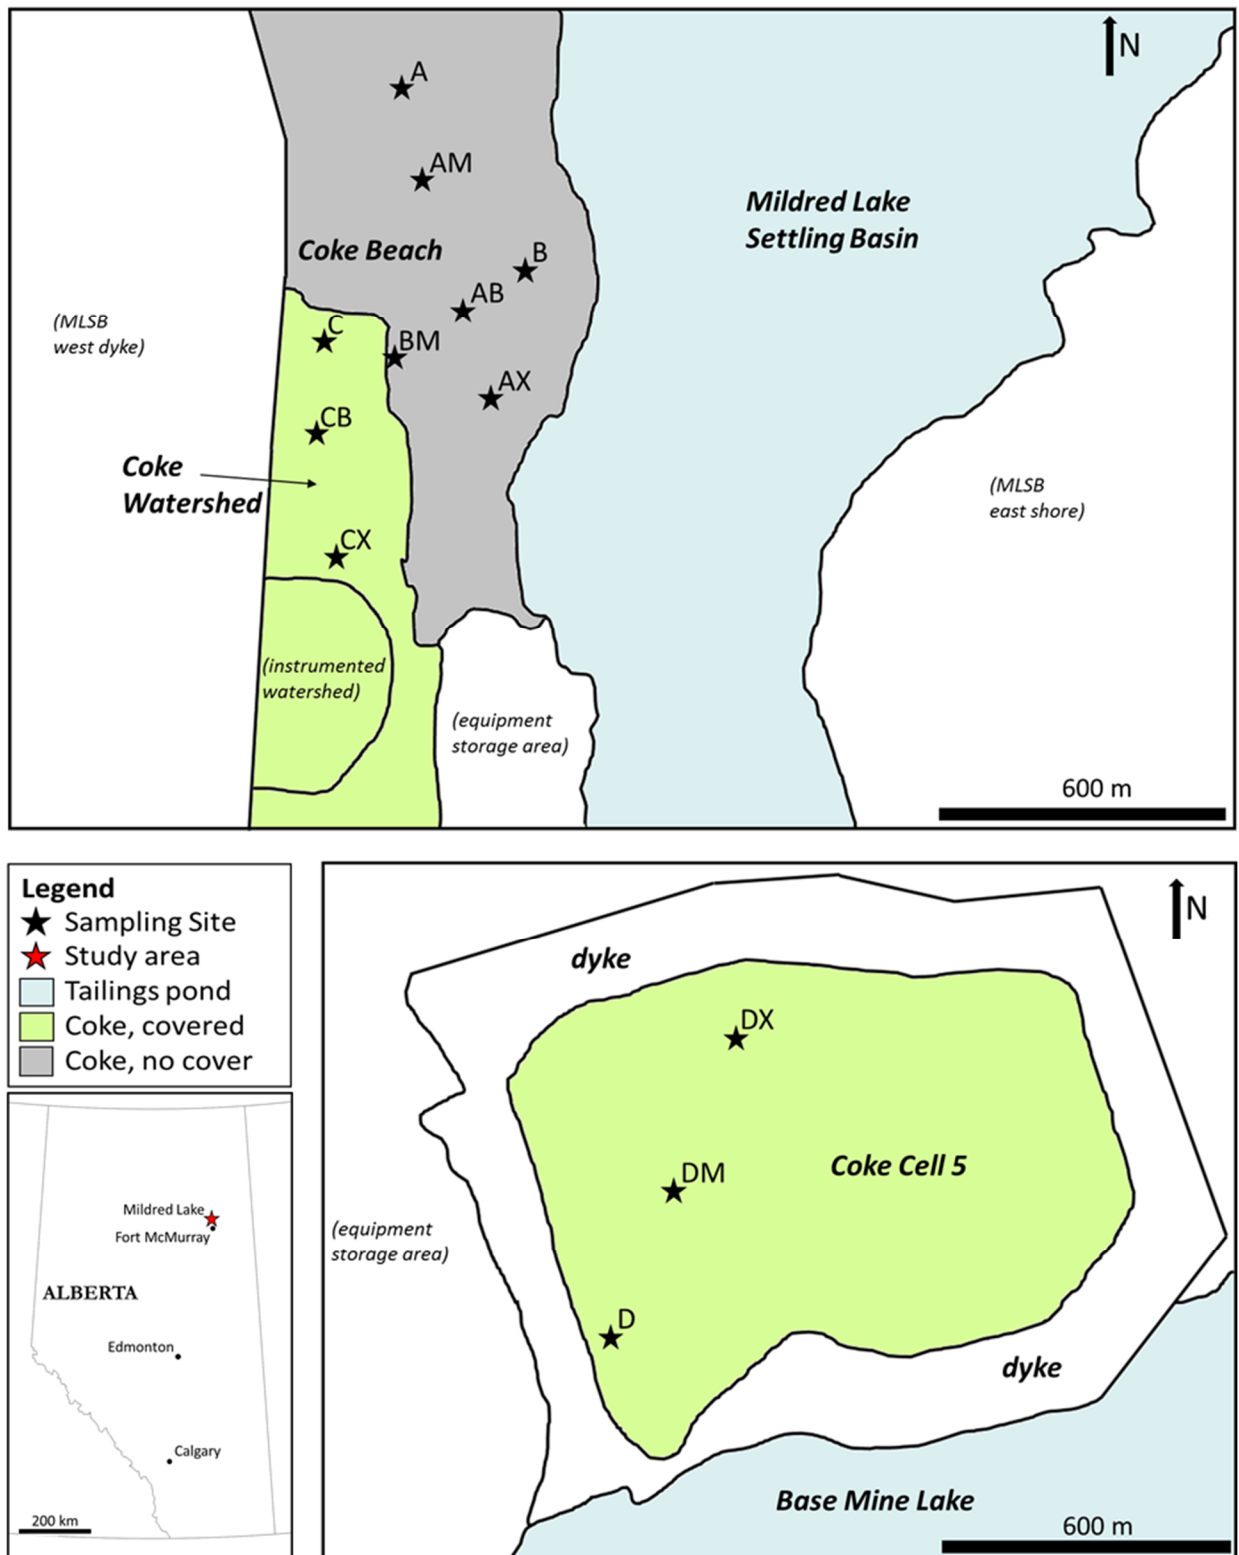 N
A
AM
Coke Beach
B
AB
Mildred Lake
Settling Basin
(MLSB
west dyke)
C
BM
AX
CB
Coke
Watershed
CX
(MLSB
east shore)
(instrumented
watershed)
(equipment
storage area)
600 m
Legend
Sampling Site
Study area
Tailings pond
Coke, covered
Coke, no cover
Mildred Lake
Fort McMurray
ALBERTA
Edmonton
Calgary
200 km
N
dyke
DX
DM
Coke Cell 5
(equipment
storage area)
D
dyke
Base Mine Lake
600 m